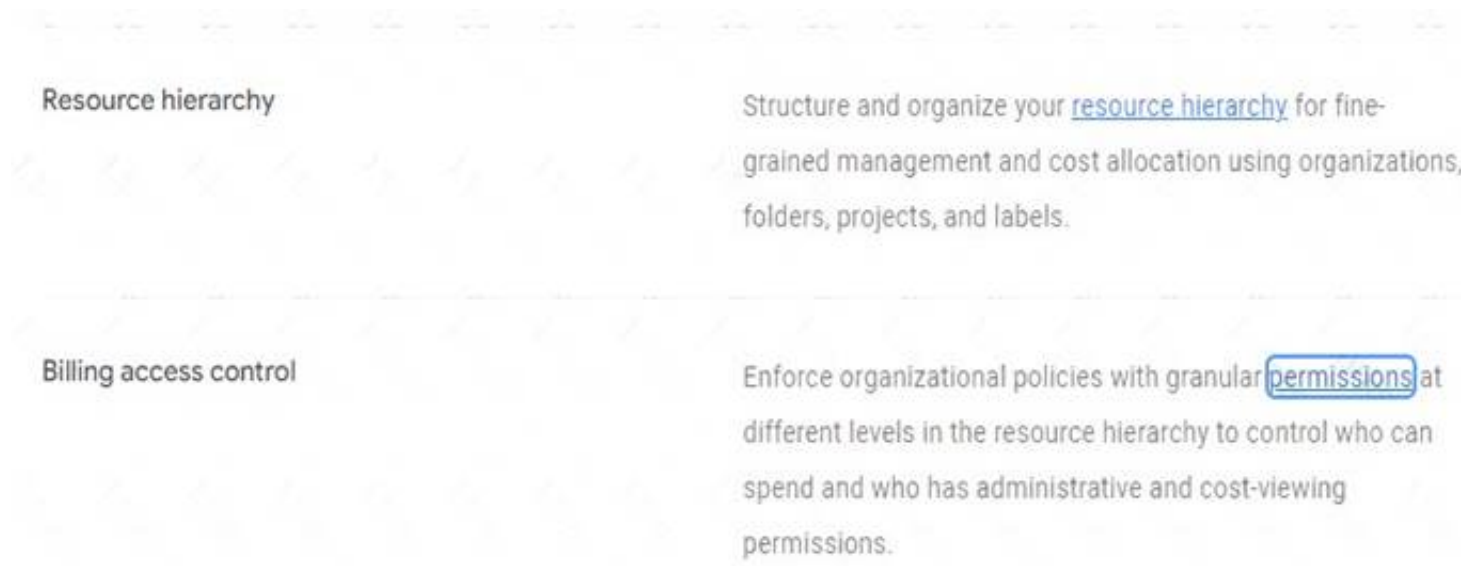 Resource hierarchy
Structure and organize your resource hierarchy for fine-
grained management and cost allocation using organizations,
folders, projects, and labels.
Billing access control
Enforce organizational policies with granular permissions at
different levels in the resource hierarchy to control who can
spend and who has administrative and cost-viewing
permissions.